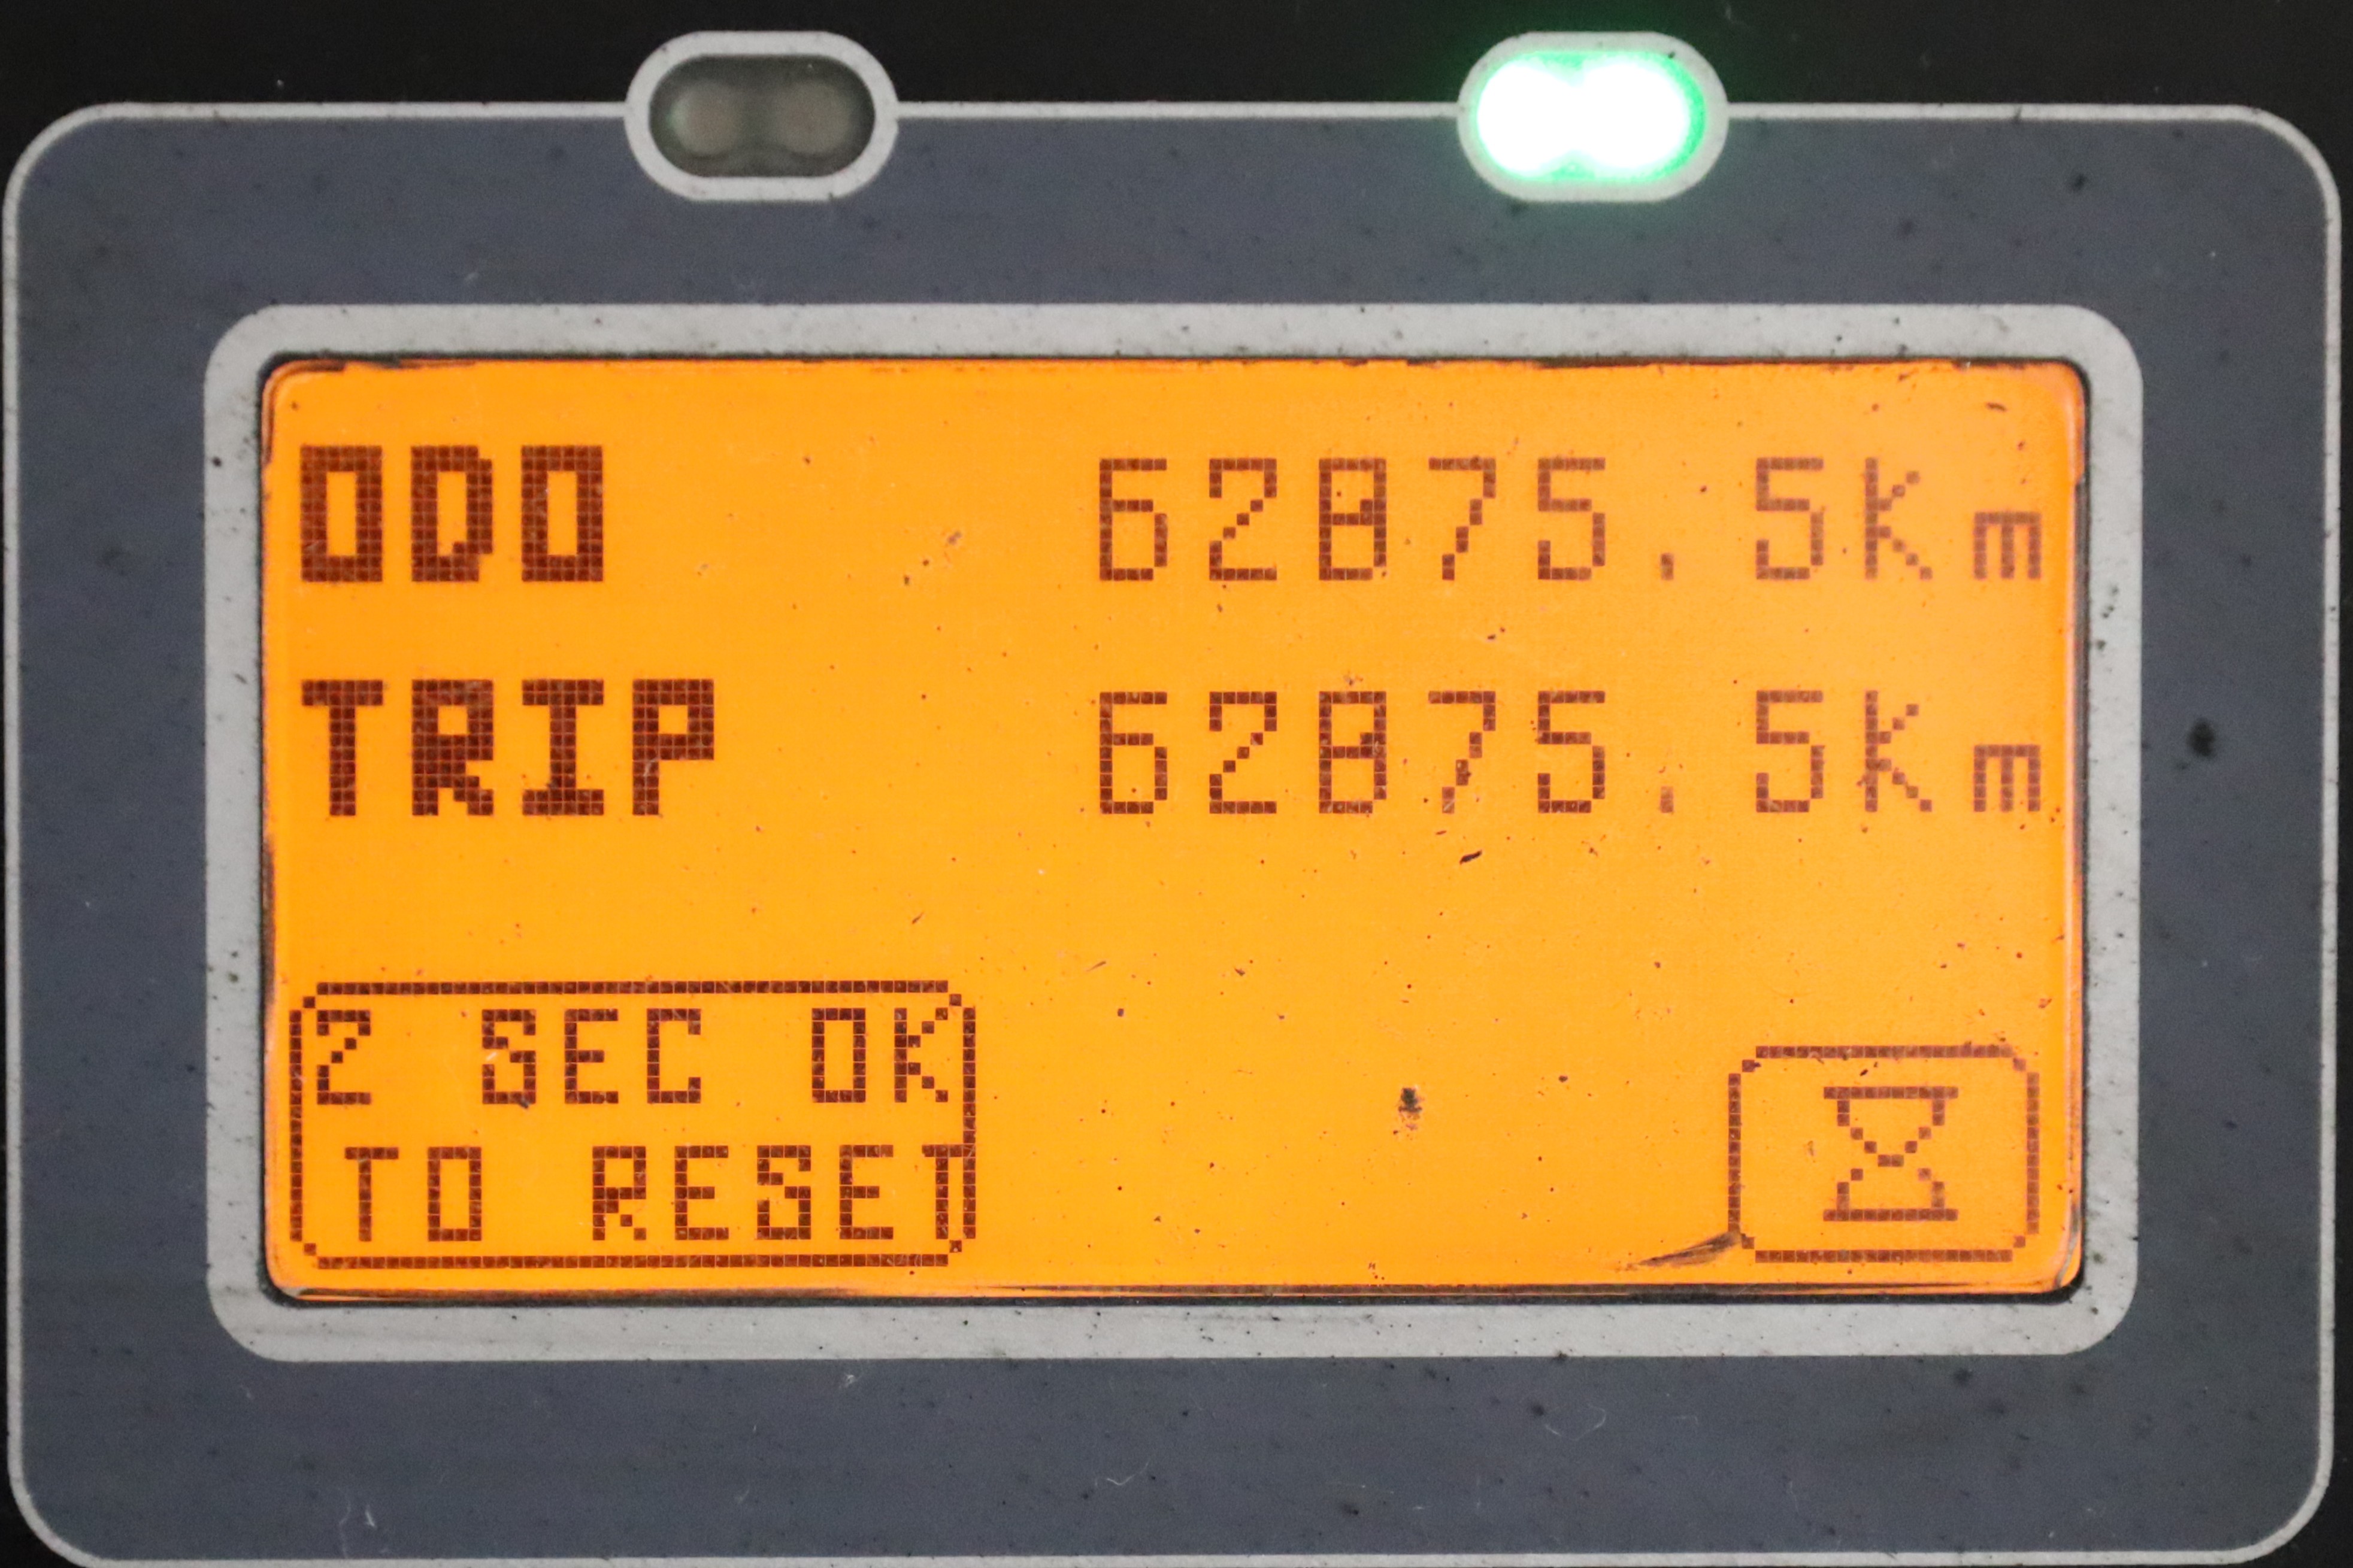 ODO 62875.5km
TRIP 62875.5km
2 SEC OK
TO RESET